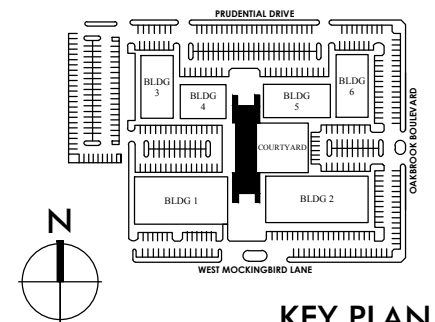 PRUDENTIAL DRIVE
BLDG
3
BLDG
4
BLDG
5
BLDG
6
OAKBROOK BOULEVARD
COURTYARD
BLDG 1
BLDG 2
N
WEST MOCKINGBIRD LANE
KEY PLAN